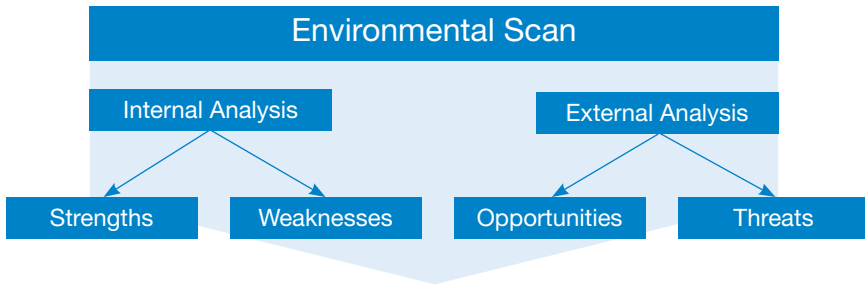 Environmental Scan
Internal Analysis
External Analysis
Strengths
Weaknesses
Opportunities
Threats